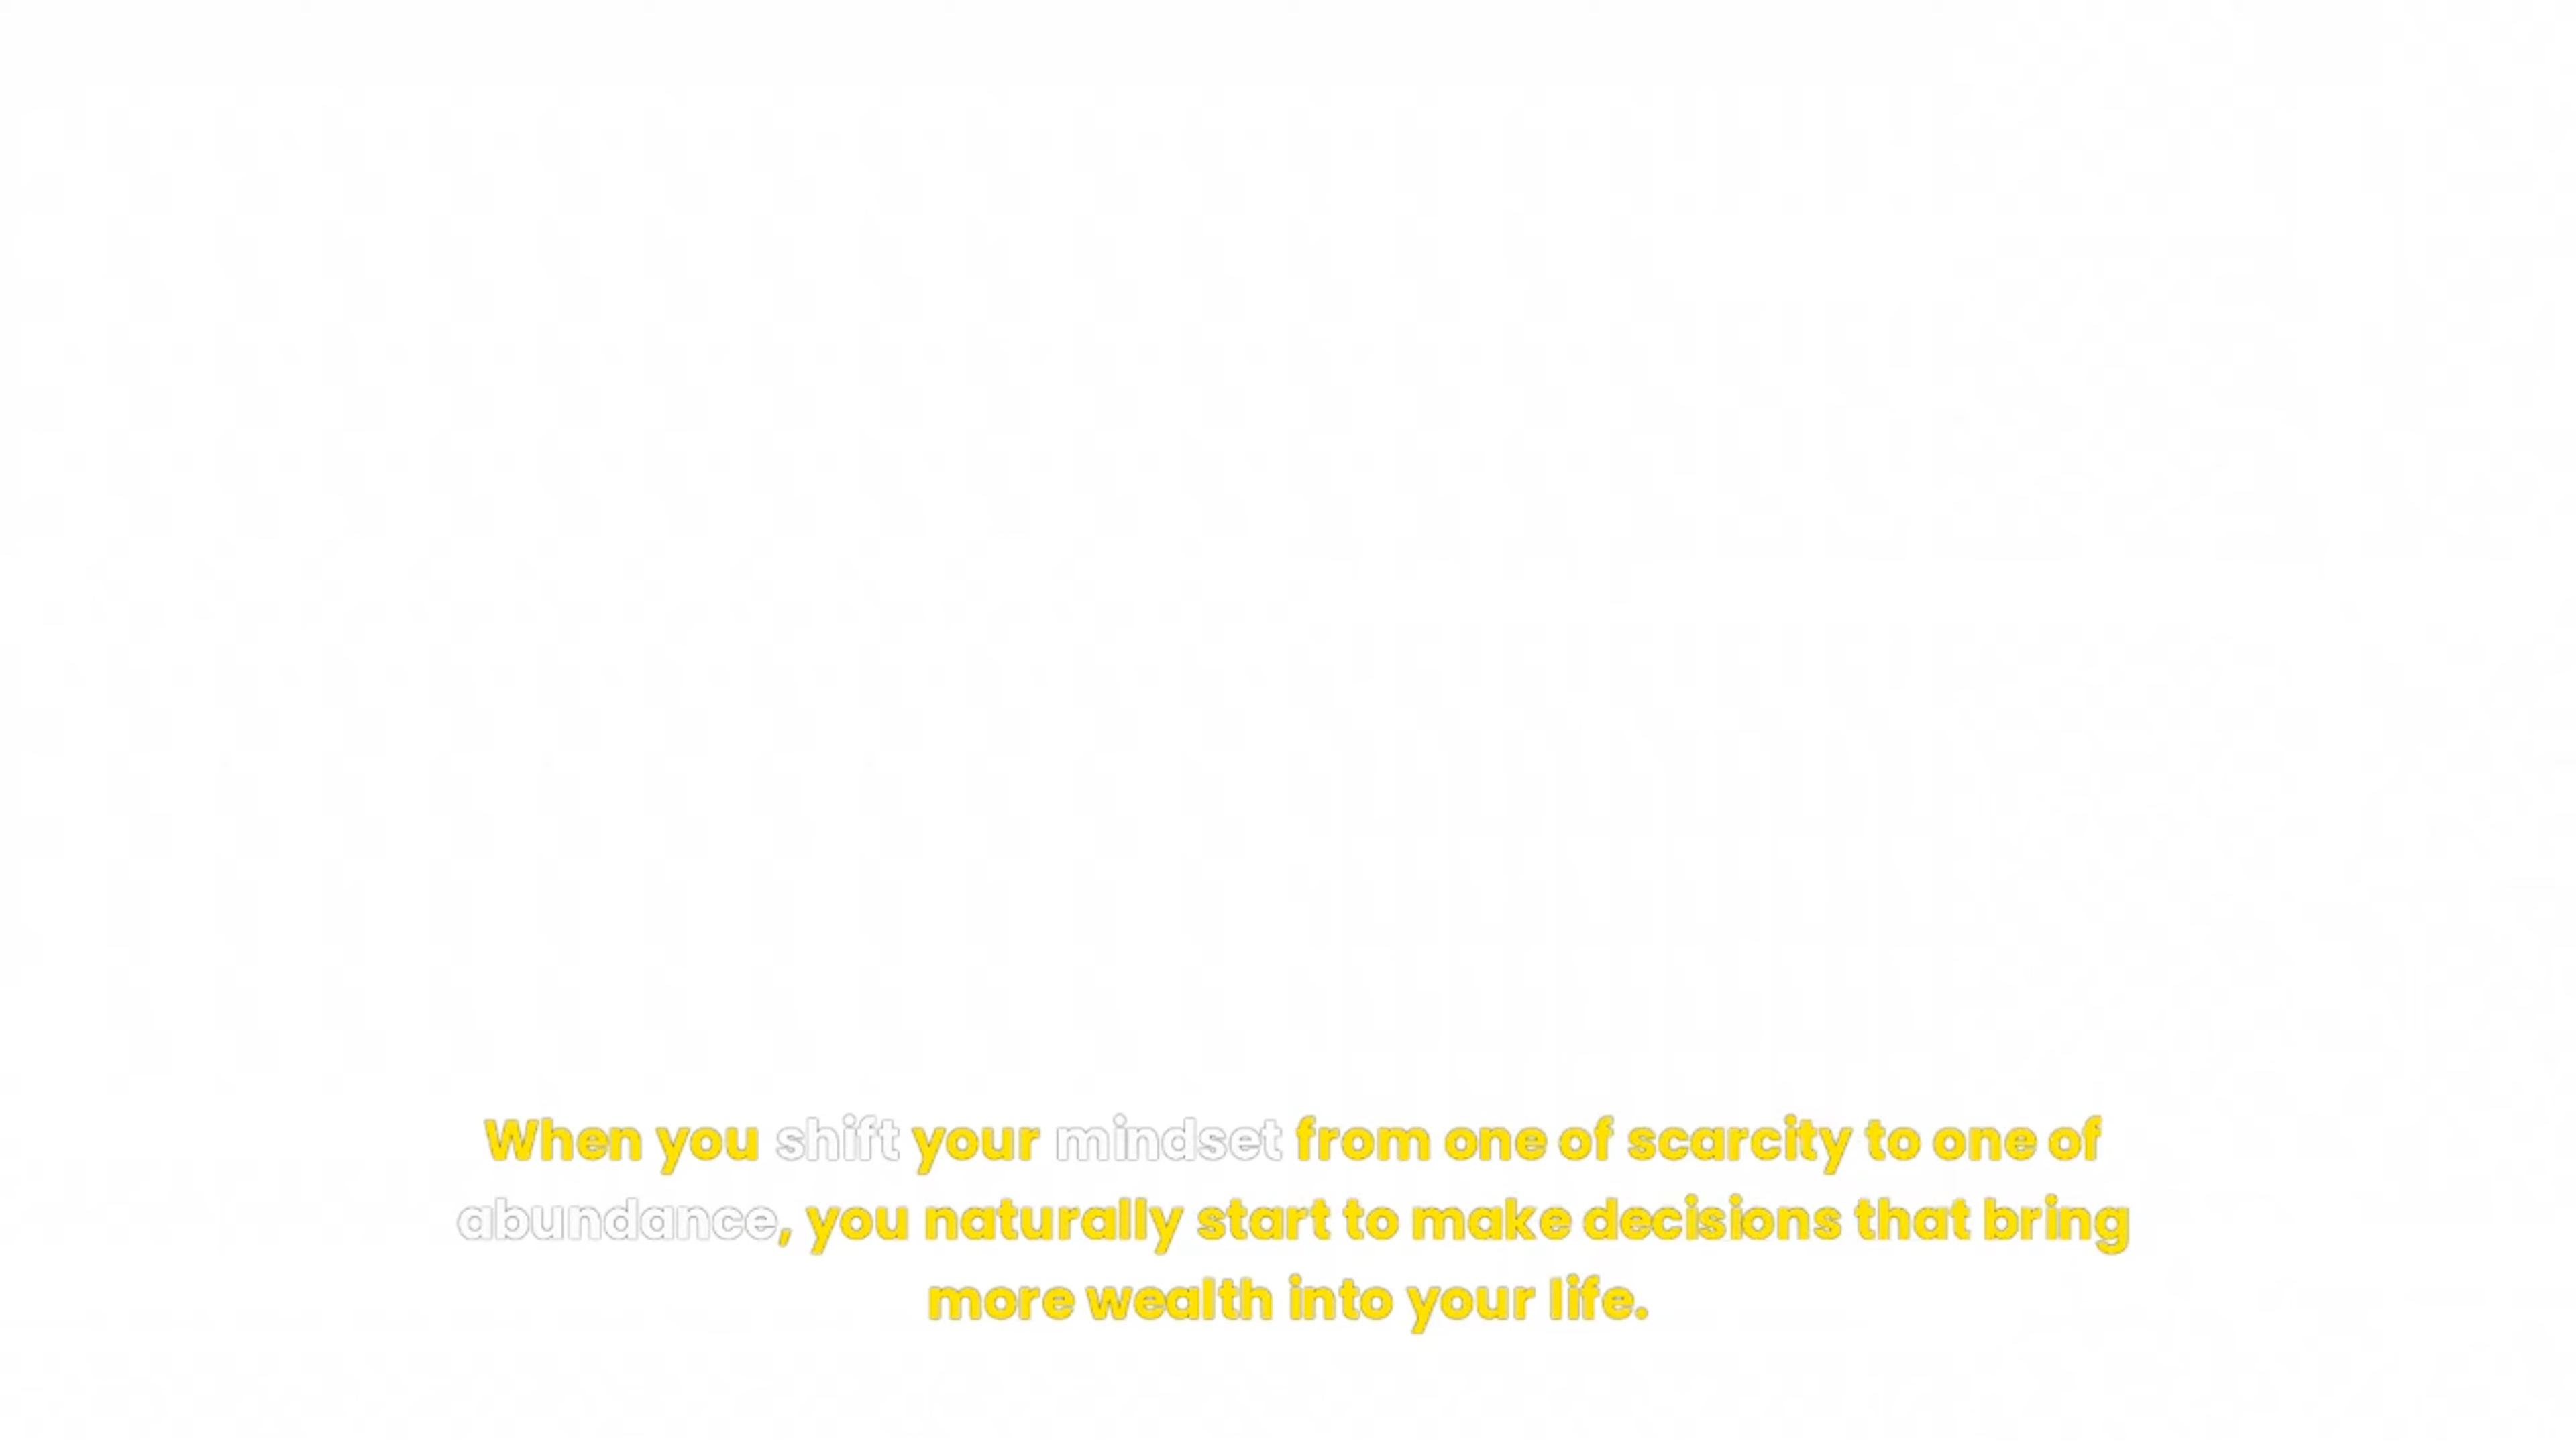 When you shift your mindset from one of scarcity to one of
abundance, you naturally start to make decisions that bring
more wealth into your life.